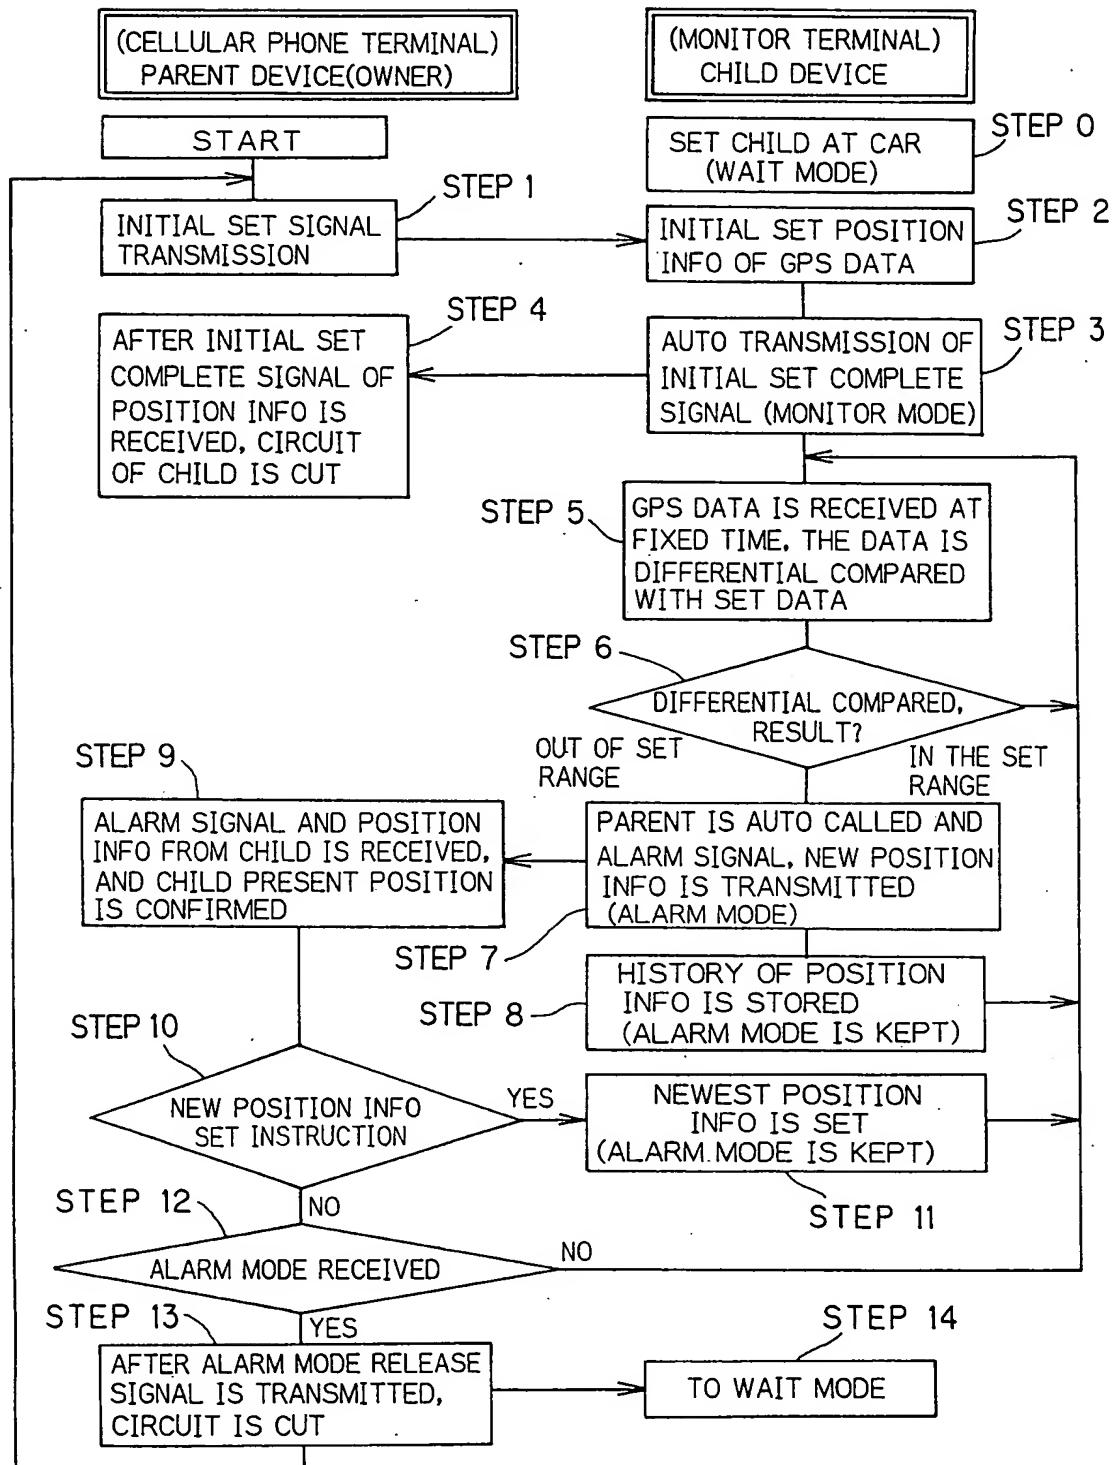 (CELLULAR PHONE TERMINAL)
PARENT DEVICE(OWNER)
(MONITOR TERMINAL)
CHILD DEVICE
START
SET CHILD AT CAR
(WAIT MODE)
STEP 0
STEP 1
INITIAL SET SIGNAL
TRANSMISSION
STEP 2
INITIAL SET POSITION
INFO OF GPS DATA
STEP 4
AFTER INITIAL SET
COMPLETE SIGNAL OF
POSITION INFO IS
RECEIVED, CIRCUIT
OF CHILD IS CUT
STEP 3
AUTO TRANSMISSION OF
INITIAL SET COMPLETE
SIGNAL (MONITOR MODE)
STEP 5
GPS DATA IS RECEIVED AT
FIXED TIME. THE DATA IS
DIFFERENTIAL COMPARED
WITH SET DATA
STEP 6
DIFFERENTIAL COMPARED,
RESULT?
OUT OF SET
RANGE
IN THE SET
RANGE
STEP 9
ALARM SIGNAL AND POSITION
INFO FROM CHILD IS RECEIVED,
AND CHILD PRESENT POSITION
IS CONFIRMED
PARENT IS AUTO CALLED AND
ALARM SIGNAL, NEW POSITION
INFO IS TRANSMITTED
(ALARM MODE)
STEP 7
STEP 8
HISTORY OF POSITION
INFO IS STORED
(ALARM MODE IS KEPT)
STEP 10
NEW POSITION INFO
SET INSTRUCTION
YES
NEWEST POSITION
INFO IS SET
(ALARM MODE IS KEPT)
STEP 11
NO
STEP 12
ALARM MODE RECEIVED
NO
YES
STEP 13
AFTER ALARM MODE RELEASE
SIGNAL IS TRANSMITTED,
CIRCUIT IS CUT
STEP 14
TO WAIT MODE